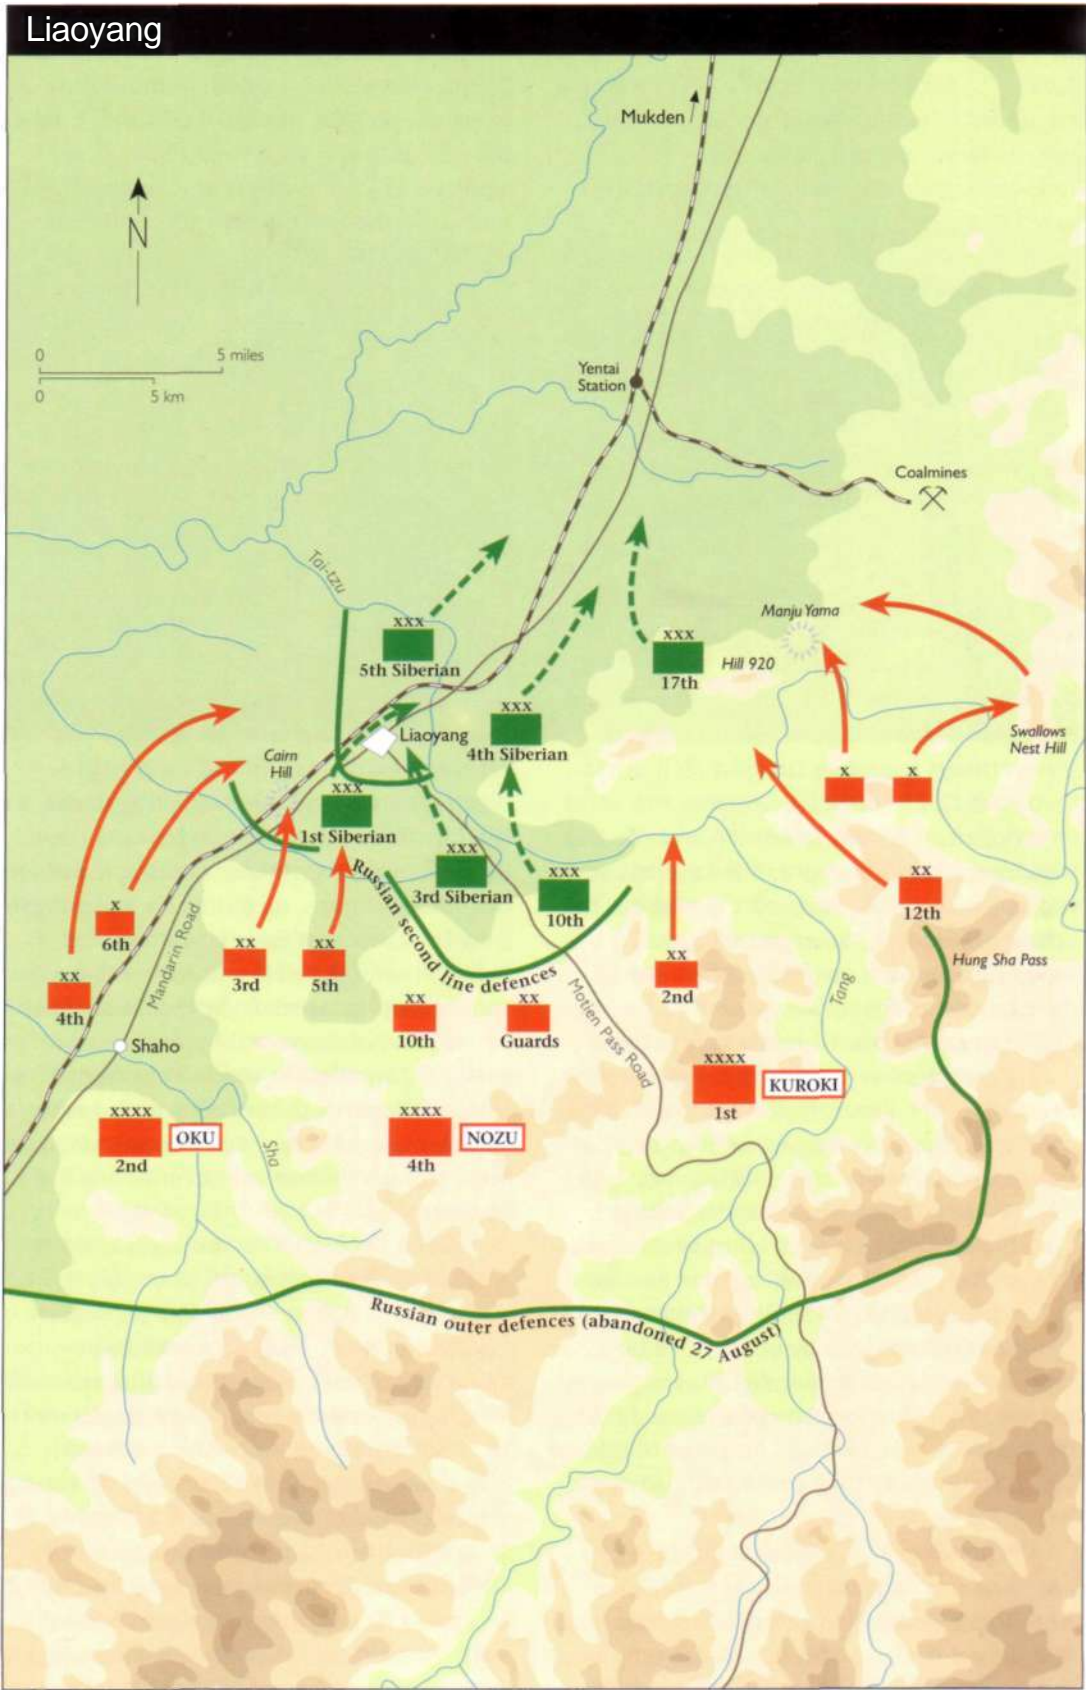 Liaoyang
Mukden
N
0
5 miles
0
5 km
Yentai
Station
Coalmines
Tai-tzu
Manju Yama
xxx
5th Siberian
xxx
17th
Hill 920
xxx
4th Siberian
Liaoyang
Swallows
Nest Hill
Cairn
Hill
x
x
xxx
1st Siberian
xxx
3rd Siberian
xxx
10th
Russian second line defences
xx
12th
x
6th
Mandarin Road
xx
3rd
xx
5th
xx
4th
xx
2nd
Hung Sha Pass
Tang
xx
10th
xx
Guards
Motien Pass Road
Shaho
xxxx
1st
KUROKI
xxxx
2nd
OKU
Sha
xxxx
4th
NOZU
Russian outer defences (abandoned 27 August)